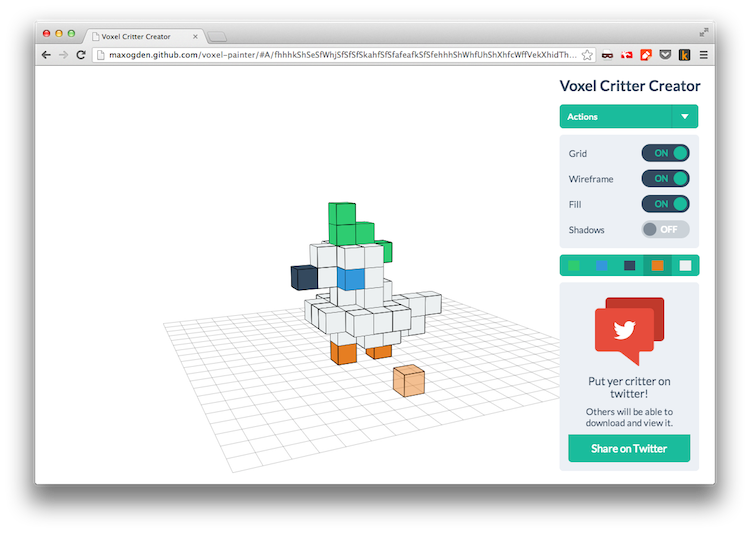 Voxel Critter Creator
maxogden.github.com/voxel-painter/#A/fhhhkShSeSfWhjSfSfSfSkahfSfSfafeafkSfSfehhhShWhfUhShXhfcWffVekXhidTh...
Voxel Critter Creator
Actions
Grid ON
Wireframe ON
Fill ON
Shadows OFF
Put yer critter on
twitter!
Others will be able to
download and view it.
Share on Twitter